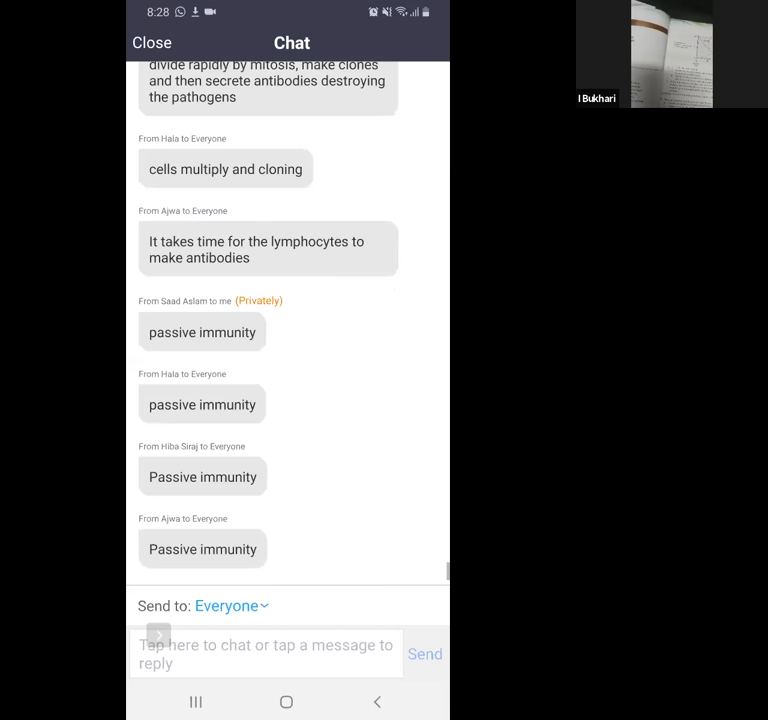 8:28
Close
Chat
divide rapidly by mitosis, make clones
and then secrete antibodies destroying
the pathogens
From Hala to Everyone
cells multiply and cloning
From Ajwa to Everyone
It takes time for the lymphocytes to
make antibodies
From Saad Aslam to me (Privately)
passive immunity
From Hala to Everyone
passive immunity
From Hiba Siraj to Everyone
Passive immunity
From Ajwa to Everyone
Passive immunity
Send to: Everyone
Tap here to chat or tap a message to
reply
Send
I Bukhari